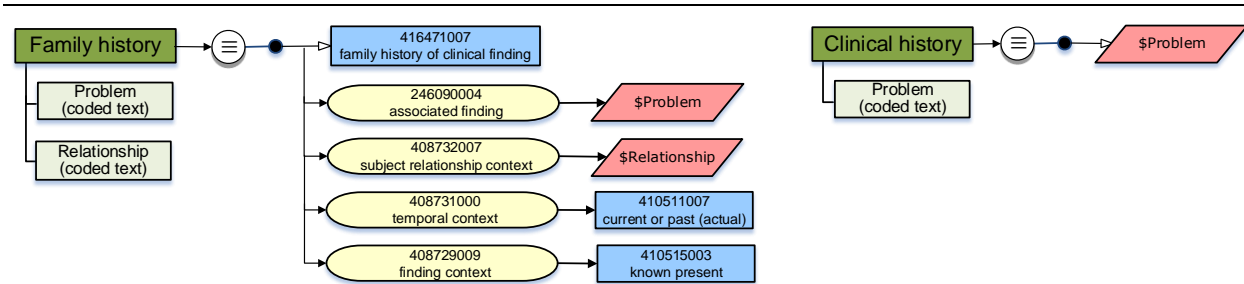 Family history
Problem
(coded text)
Relationship
(coded text)
≡
416471007
family history of clinical finding
246090004
associated finding
$Problem
408732007
subject relationship context
$Relationship
408731000
temporal context
410511007
current or past (actual)
408729009
finding context
410515003
known present
Clinical history
Problem
(coded text)
≡
$Problem